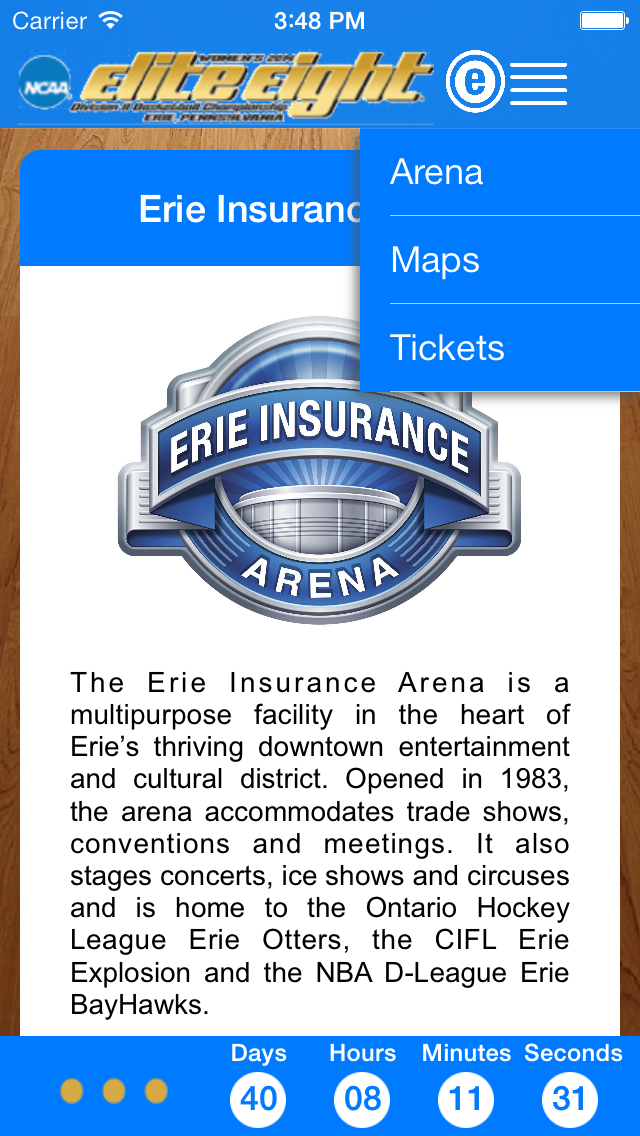 Carrier 3:48 PM
WOMEN'S 2014
NCAA elite eight
Division II Basketball Championship
ERIE, PENNSYLVANIA
e
Arena
Maps
Tickets
Erie Insuranc
ERIE INSURANCE
ARENA
The Erie Insurance Arena is a
multipurpose facility in the heart of
Erie’s thriving downtown entertainment
and cultural district. Opened in 1983,
the arena accommodates trade shows,
conventions and meetings. It also
stages concerts, ice shows and circuses
and is home to the Ontario Hockey
League Erie Otters, the CIFL Erie
Explosion and the NBA D-League Erie
BayHawks.
Days Hours Minutes Seconds
40 08 11 31